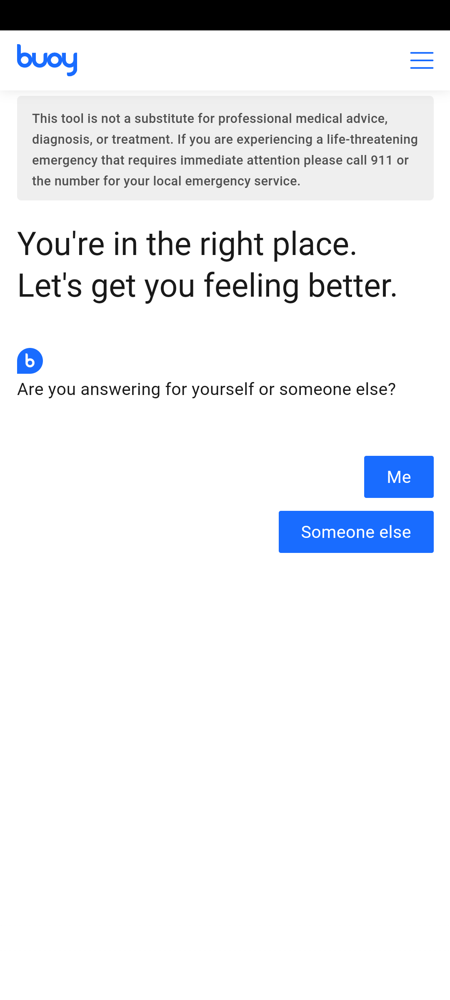 buoy
This tool is not a substitute for professional medical advice,
diagnosis, or treatment. If you are experiencing a life-threatening
emergency that requires immediate attention please call 911 or
the number for your local emergency service.
You're in the right place.
Let's get you feeling better.
b
Are you answering for yourself or someone else?
Me
Someone else